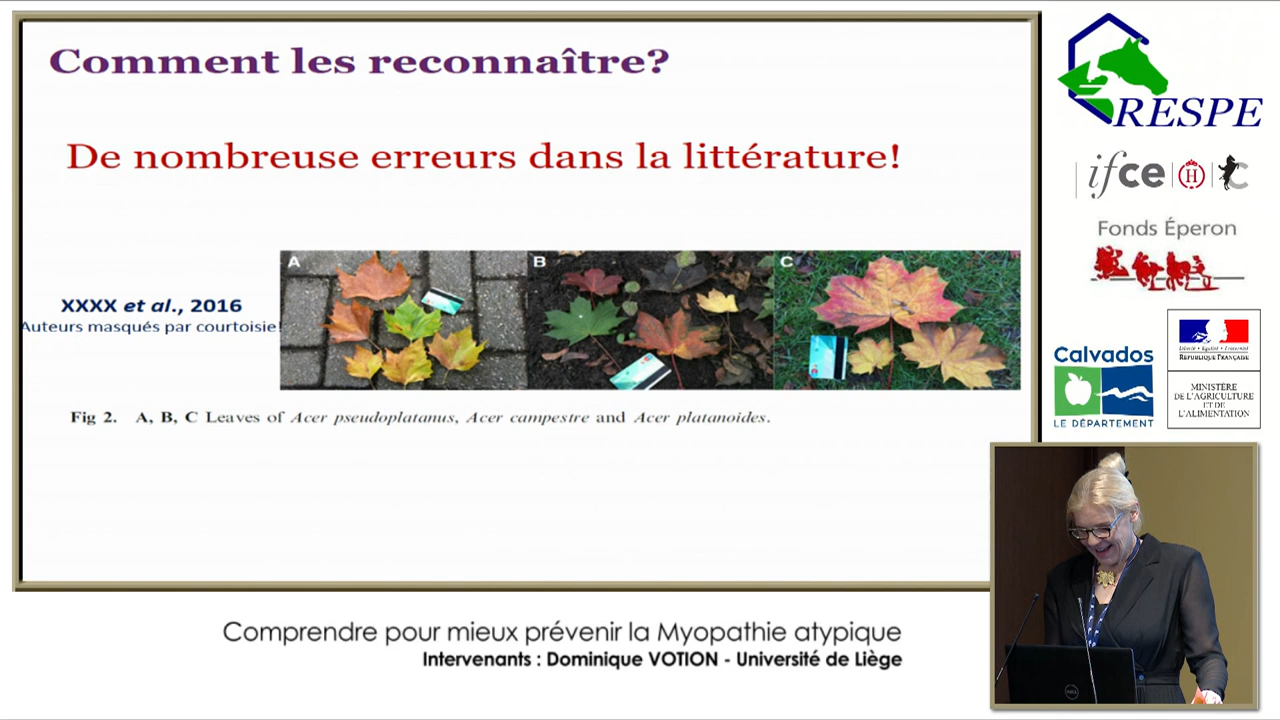 Comment les reconnaître?
De nombreuse erreurs dans la littérature!
XXXX et al., 2016
Auteurs masqués par courtoisie!
A
B
C
Fig 2. A, B, C Leaves of Acer pseudoplatanus, Acer campestre and Acer platanoides.
RESPE
ifce
H
Fonds Éperon
Calvados
LE DÉPARTEMENT
Liberté • Égalité • Fraternité
RÉPUBLIQUE FRANÇAISE
MINISTÈRE
DE L'AGRICULTURE
ET DE
L'ALIMENTATION
DELL
Comprendre pour mieux prévenir la Myopathie atypique
Intervenants : Dominique VOTION - Université de Liège